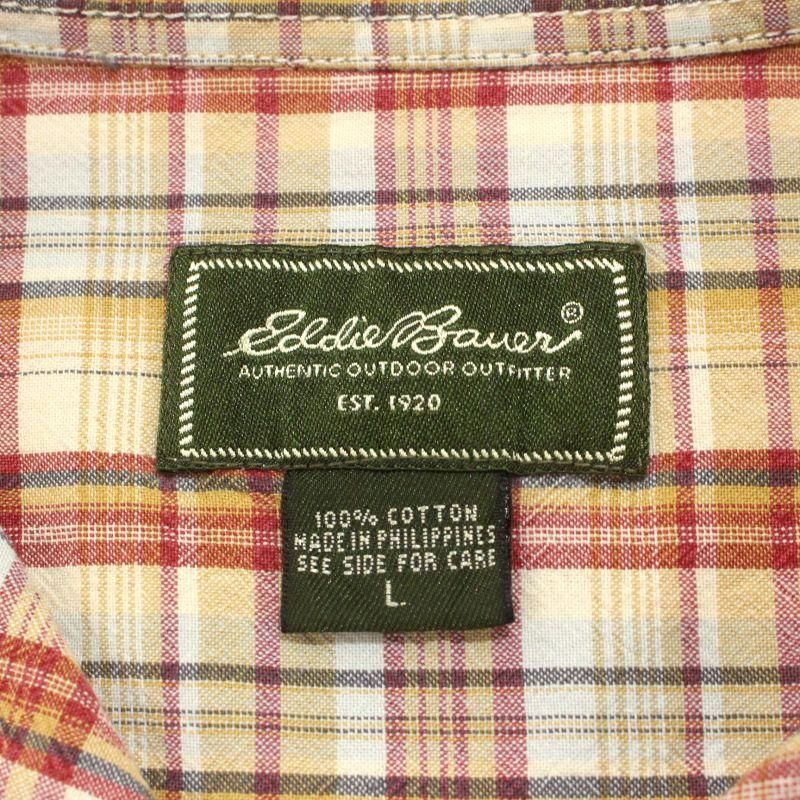 Eddie Bauer®
AUTHENTIC OUTDOOR OUTFITTER
EST. 1920
100% COTTON
MADE IN PHILIPPINES
SEE SIDE FOR CARE
L